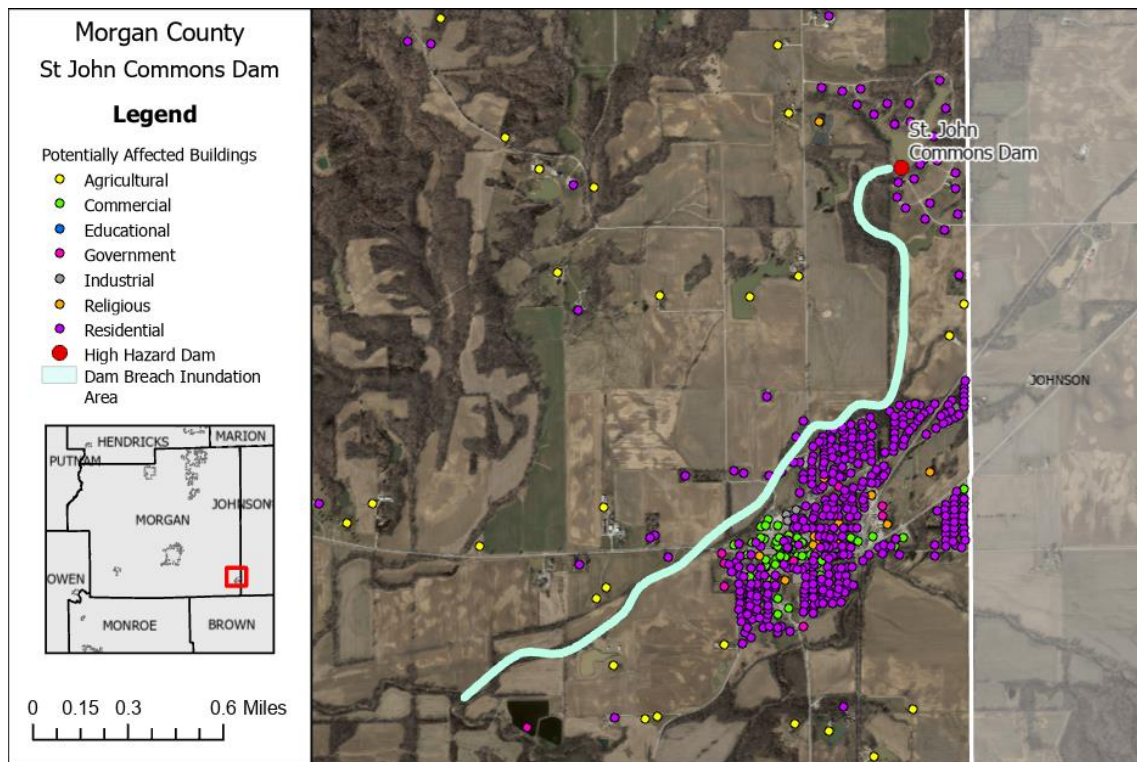 Morgan County
St John Commons Dam
Legend
Potentially Affected Buildings
Agricultural
Commercial
Educational
Government
Industrial
Religious
Residential
High Hazard Dam
Dam Breach Inundation
Area
HENDRICKS
MARION
PUTNAM
JOHNSON
MORGAN
OWEN
MONROE
BROWN
0 0.15 0.3 0.6 Miles
St. John
Commons Dam
JOHNSON